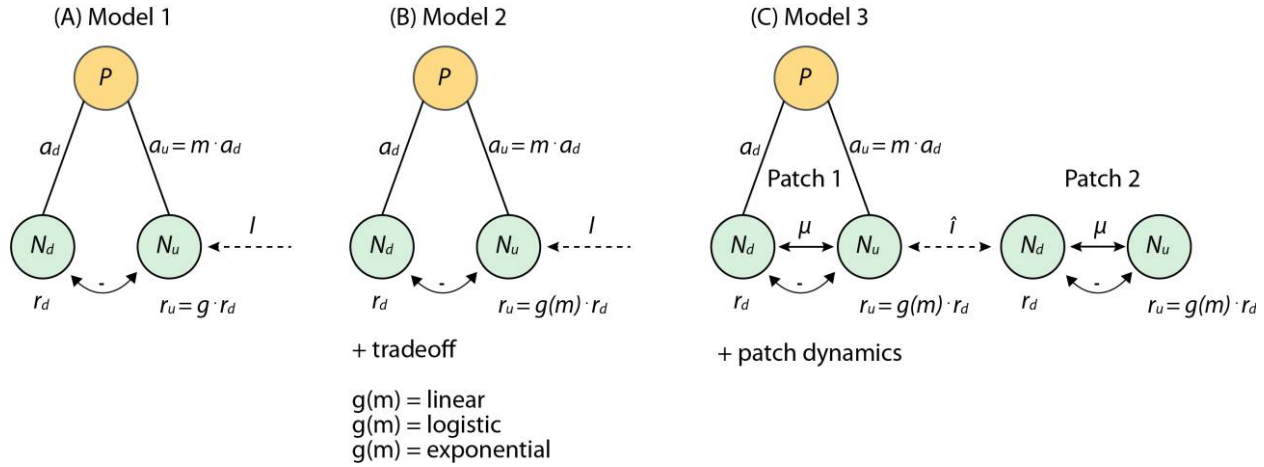 (A) Model 1
P
a_d
a_u = m · a_d
I
N_d
N_u
-
r_d
r_u = g · r_d
(B) Model 2
P
a_d
a_u = m · a_d
I
N_d
N_u
-
r_d
r_u = g(m) · r_d
+ tradeoff
g(m) = linear
g(m) = logistic
g(m) = exponential
(C) Model 3
P
a_d
a_u = m · a_d
Patch 1
Patch 2
N_d
μ
N_u
î
N_d
μ
N_u
-
-
r_d
r_u = g(m) · r_d
r_d
r_u = g(m) · r_d
+ patch dynamics